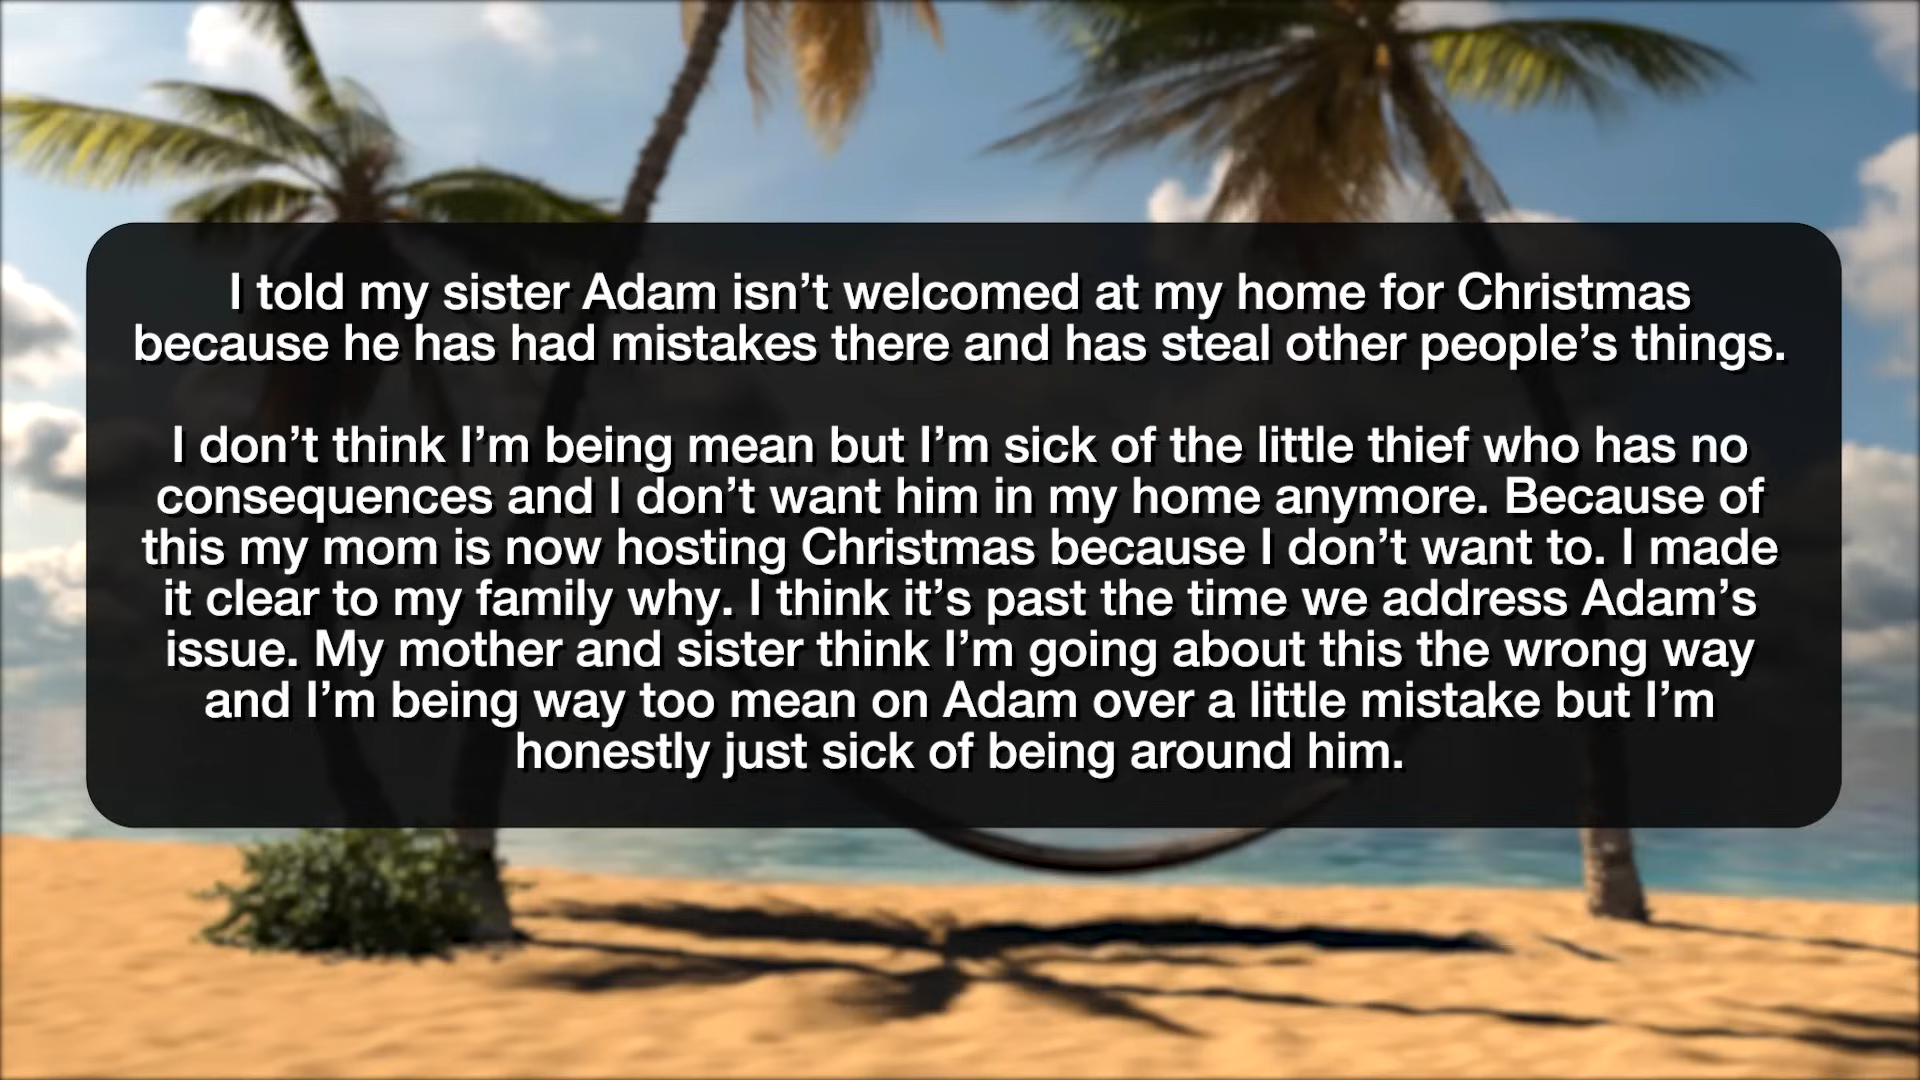 I told my sister Adam isn’t welcomed at my home for Christmas
because he has had mistakes there and has steal other people’s things.
I don’t think I’m being mean but I’m sick of the little thief who has no
consequences and I don’t want him in my home anymore. Because of
this my mom is now hosting Christmas because I don’t want to. I made
it clear to my family why. I think it’s past the time we address Adam’s
issue. My mother and sister think I’m going about this the wrong way
and I’m being way too mean on Adam over a little mistake but I’m
honestly just sick of being around him.